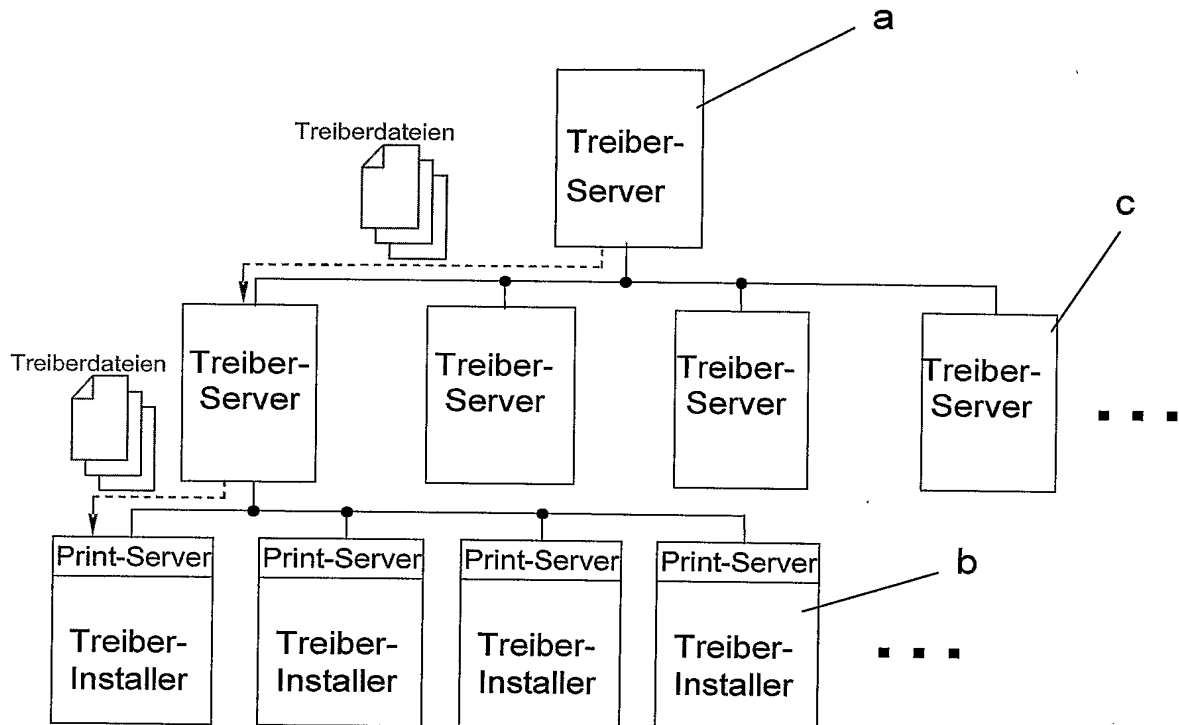 a
Treiberdateien
Treiber-
Server
c
Treiberdateien
Treiber-
Server
Treiber-
Server
Treiber-
Server
Treiber-
Server
Print-Server
Print-Server
Print-Server
Print-Server
b
Treiber-
Installer
Treiber-
Installer
Treiber-
Installer
Treiber-
Installer